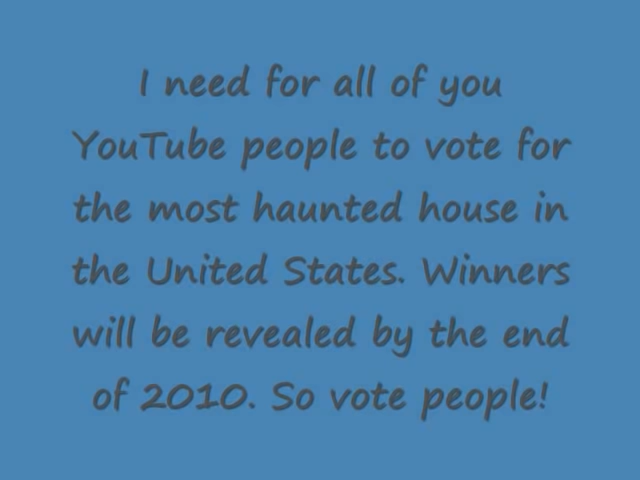 I need for all of you
YouTube people to vote for
the most haunted house in
the United States. Winners
will be revealed by the end
of 2010. So vote people!